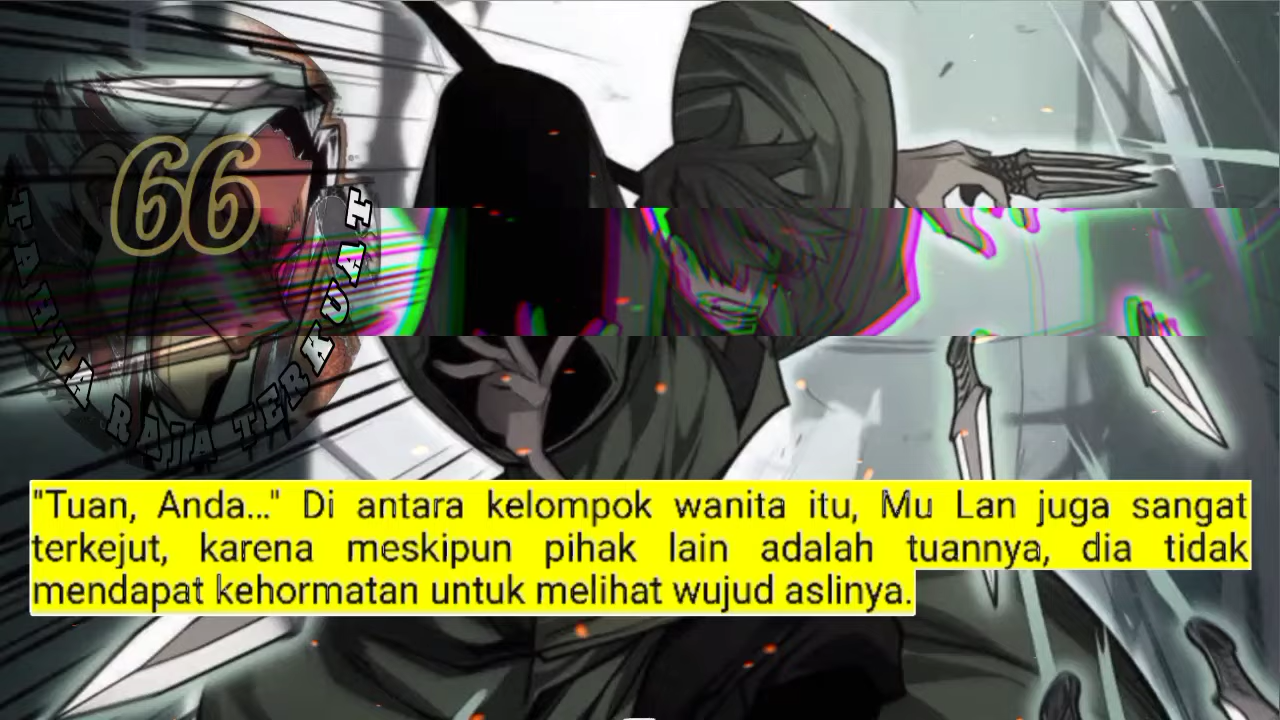 66
TAHTA RAJA TERKUAT
"Tuan, Anda..." Di antara kelompok wanita itu, Mu Lan juga sangat
terkejut, karena meskipun pihak lain adalah tuannya, dia tidak
mendapat kehormatan untuk melihat wujud aslinya.